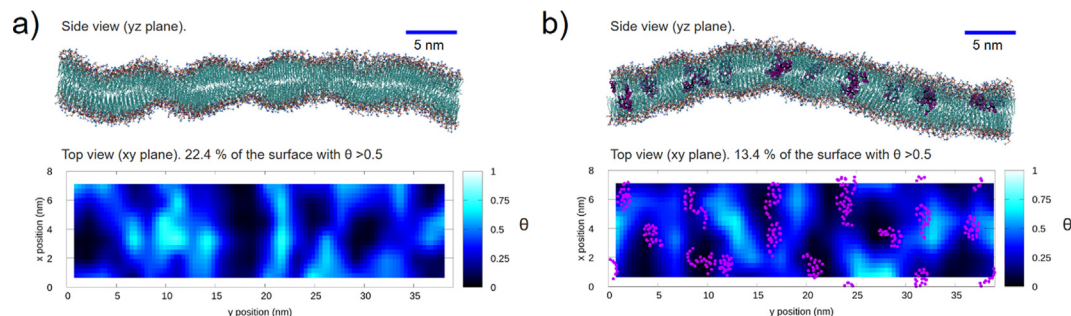 a)
Side view (yz plane).
5 nm
Top view (xy plane). 22.4 % of the surface with θ >0.5
x position (nm)
8
6
4
2
0
0 5 10 15 20 25 30 35
y position (nm)
1
0.75
0.5
0.25
0
θ
b)
Side view (yz plane).
5 nm
Top view (xy plane). 13.4 % of the surface with θ >0.5
x position (nm)
8
6
4
2
0
0 5 10 15 20 25 30 35
y position (nm)
1
0.75
0.5
0.25
0
θ